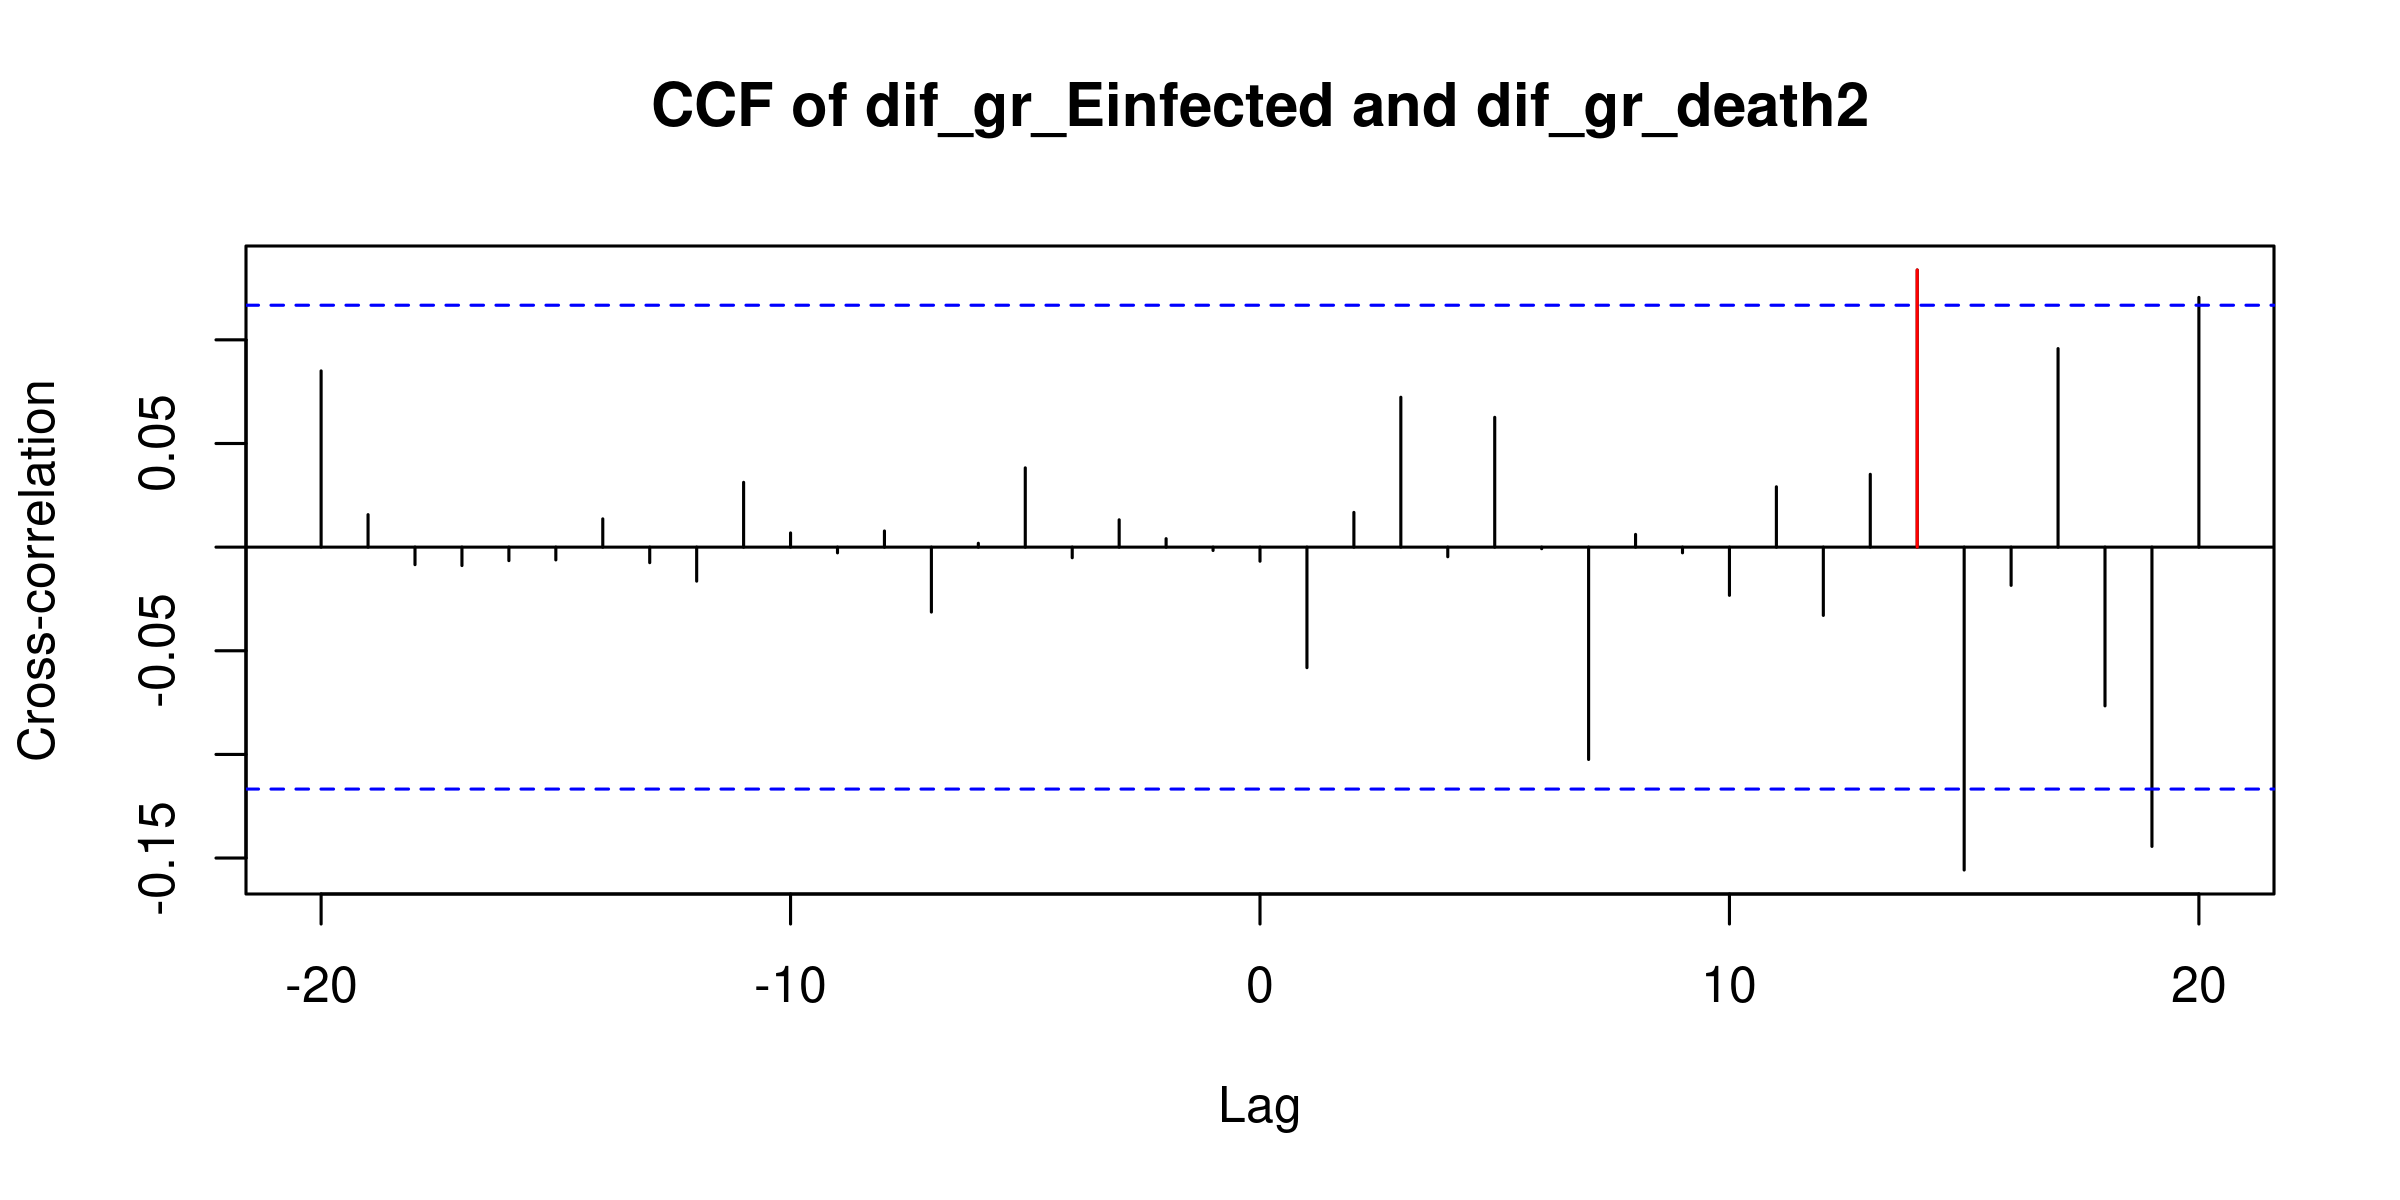 CCF of dif_gr_Einfected and dif_gr_death2
Cross-correlation
0.05
-0.05
-0.15
-20 -10 0 10 20
Lag